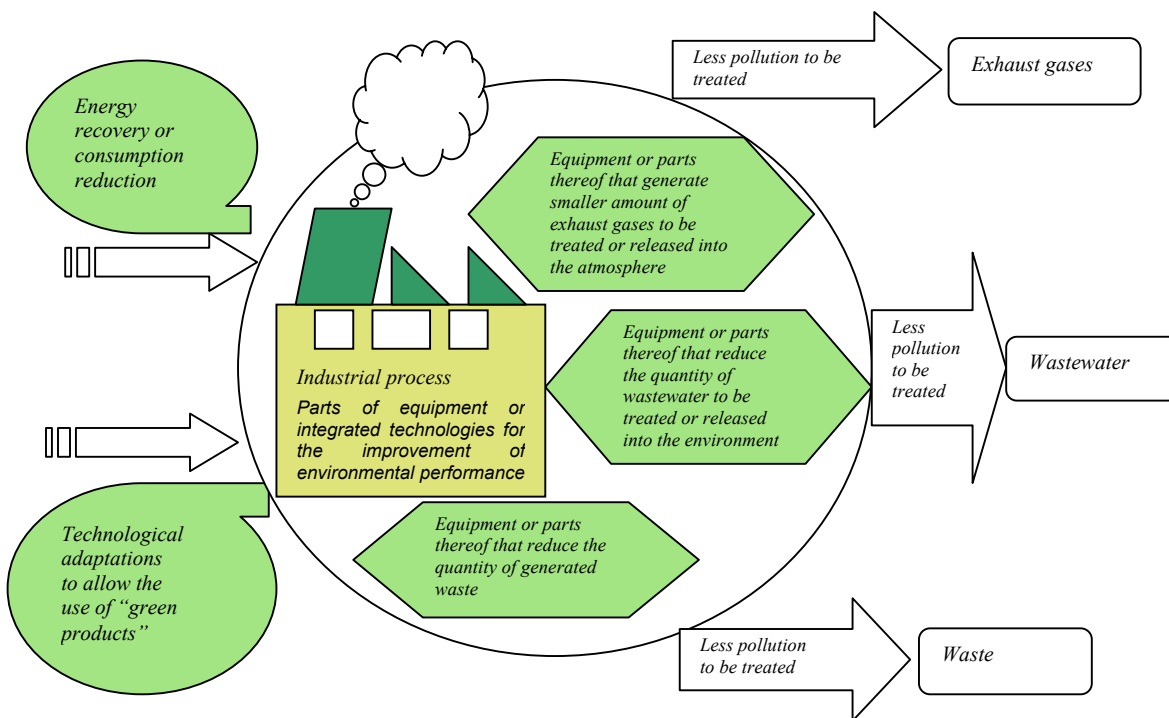 Energy
recovery or
consumption
reduction
Less pollution to be
treated
Exhaust gases
Equipment or parts
thereof that generate
smaller amount of
exhaust gases to be
treated or released into
the atmosphere
Equipment or parts
thereof that reduce
the quantity of
wastewater to be
treated or released
into the environment
Less
pollution
to be
treated
Wastewater
Industrial process
Parts of equipment or
integrated technologies for
the improvement of
environmental performance
Technological
adaptations
to allow the
use of “green
products”
Equipment or parts
thereof that reduce the
quantity of generated
waste
Less pollution
to be treated
Waste